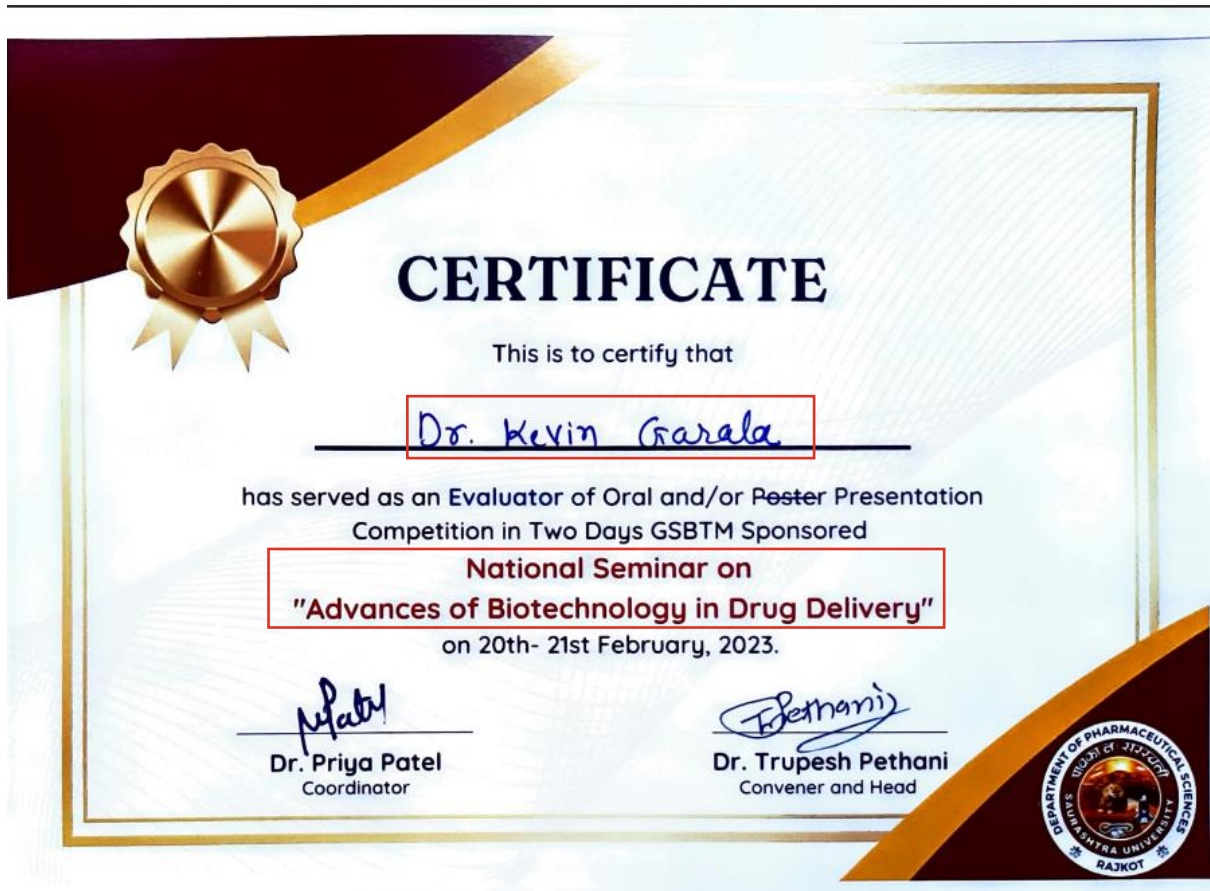 CERTIFICATE
This is to certify that
Dr. Kevin Garala
has served as an Evaluator of Oral and/or Poster Presentation
Competition in Two Days GSBTM Sponsored
National Seminar on
"Advances of Biotechnology in Drug Delivery"
on 20th- 21st February, 2023.
Dr. Priya Patel
Coordinator
Dr. Trupesh Pethani
Convener and Head
DEPARTMENT OF PHARMACEUTICAL SCIENCES
SAURASHTRA UNIVERSITY
RAJKOT